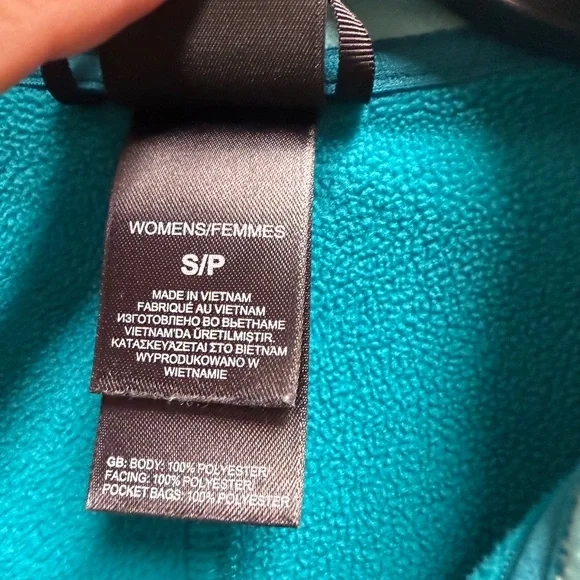 WOMENS/FEMMES
S/P
MADE IN VIETNAM
FABRIQUÉ AU VIETNAM
ИЗГОТОВЛЕНО ВО ВЬЕТНАМЕ
VIETNAM'DA ÜRETILMIŞTIR.
ΚΑΤΑΣΚΕΥΆΖΕΤΑΙ ΣΤΟ ΒΙΕΤΝΑΜ
WYPRODUKOWANO W
WIETNAMIE
GB: BODY: 100% POLYESTER/
FACING: 100% POLYESTER/
POCKET BAGS: 100% POLYESTER